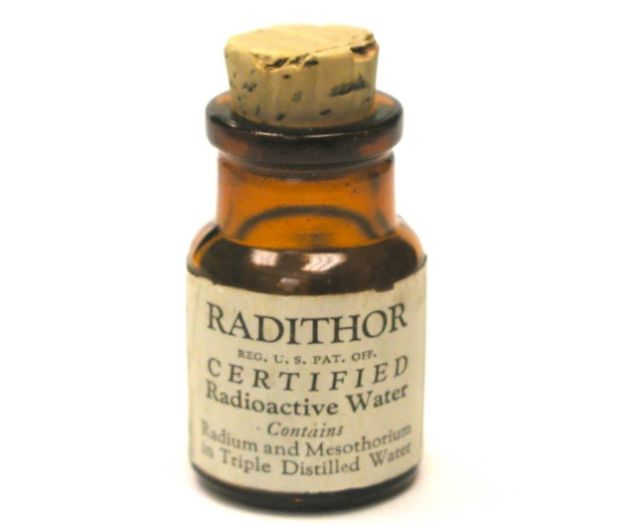 RADITHOR
REG. U. S. PAT. OFF.
CERTIFIED
Radioactive Water
Contains
Radium and Mesothorium
in Triple Distilled Water